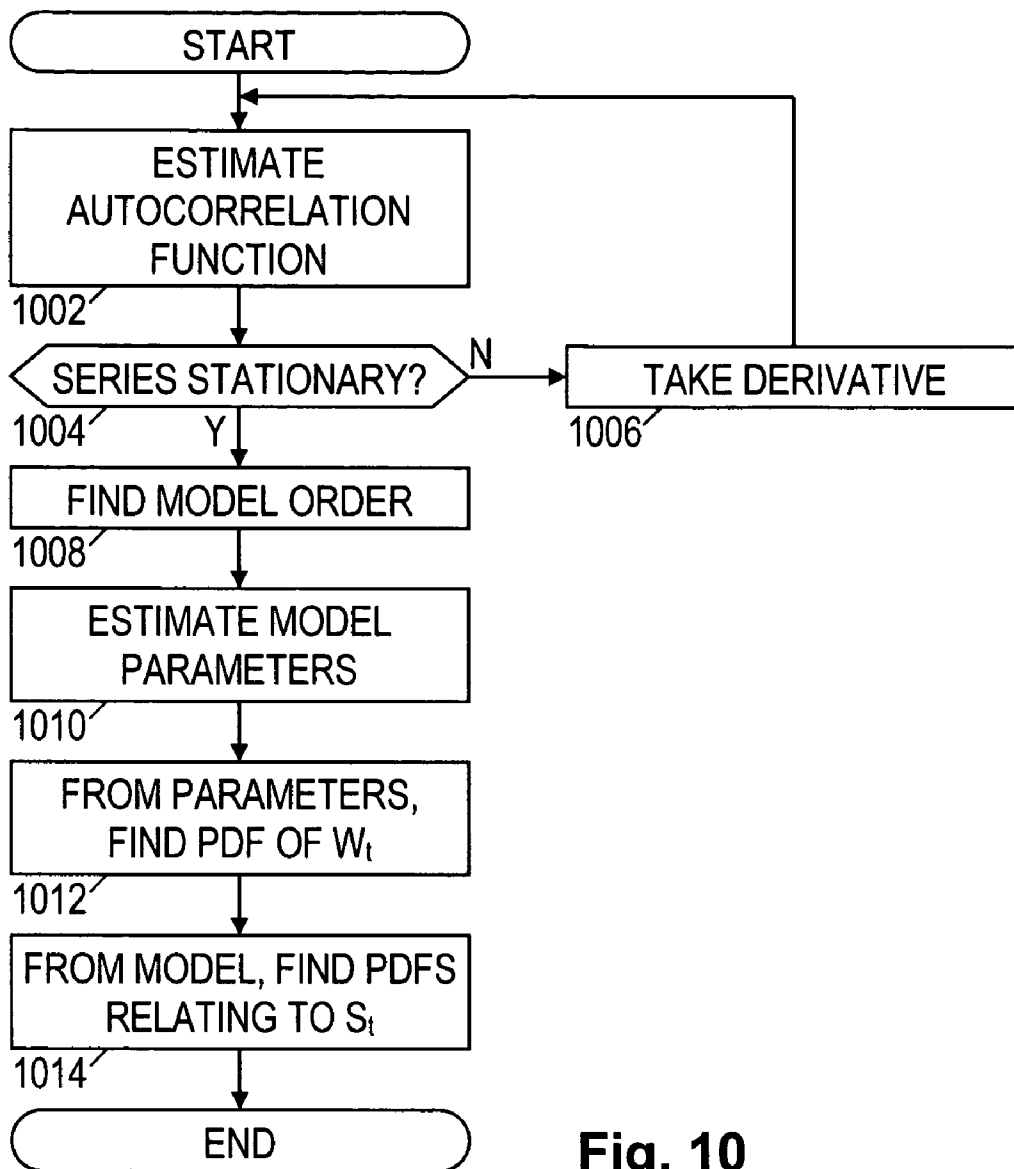 START
ESTIMATE
AUTOCORRELATION
FUNCTION
1002
SERIES STATIONARY?
N
TAKE DERIVATIVE
1004
Y
1006
FIND MODEL ORDER
1008
ESTIMATE MODEL
PARAMETERS
1010
FROM PARAMETERS,
FIND PDF OF Wt
1012
FROM MODEL, FIND PDFS
RELATING TO St
1014
END
Fig. 10